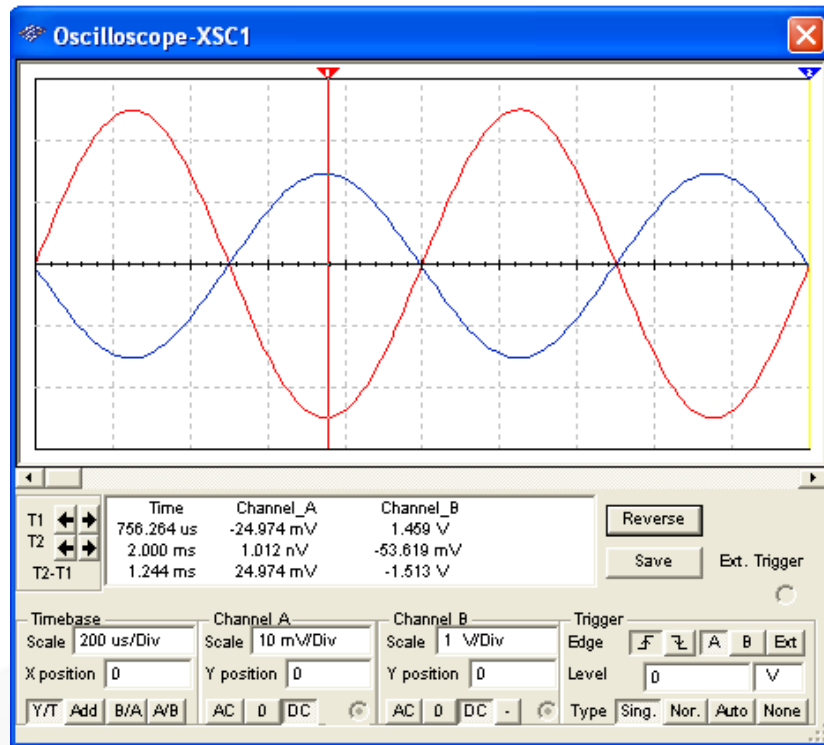 Oscilloscope-XSC1
1
2
T1
T2
T2-T1
Time Channel_A Channel_B
756.264 us -24.974 mV 1.459 V
2.000 ms 1.012 nV -53.619 mV
1.244 ms 24.974 mV -1.513 V
Reverse
Save
Ext. Trigger
Timebase
Scale 200 us/Div
X position 0
Y/T Add B/A A/B
Channel A
Scale 10 mV/Div
Y position 0
AC 0 DC
Channel B
Scale 1 V/Div
Y position 0
AC 0 DC -
Trigger
Edge A B Ext
Level 0 V
Type Sing. Nor. Auto None